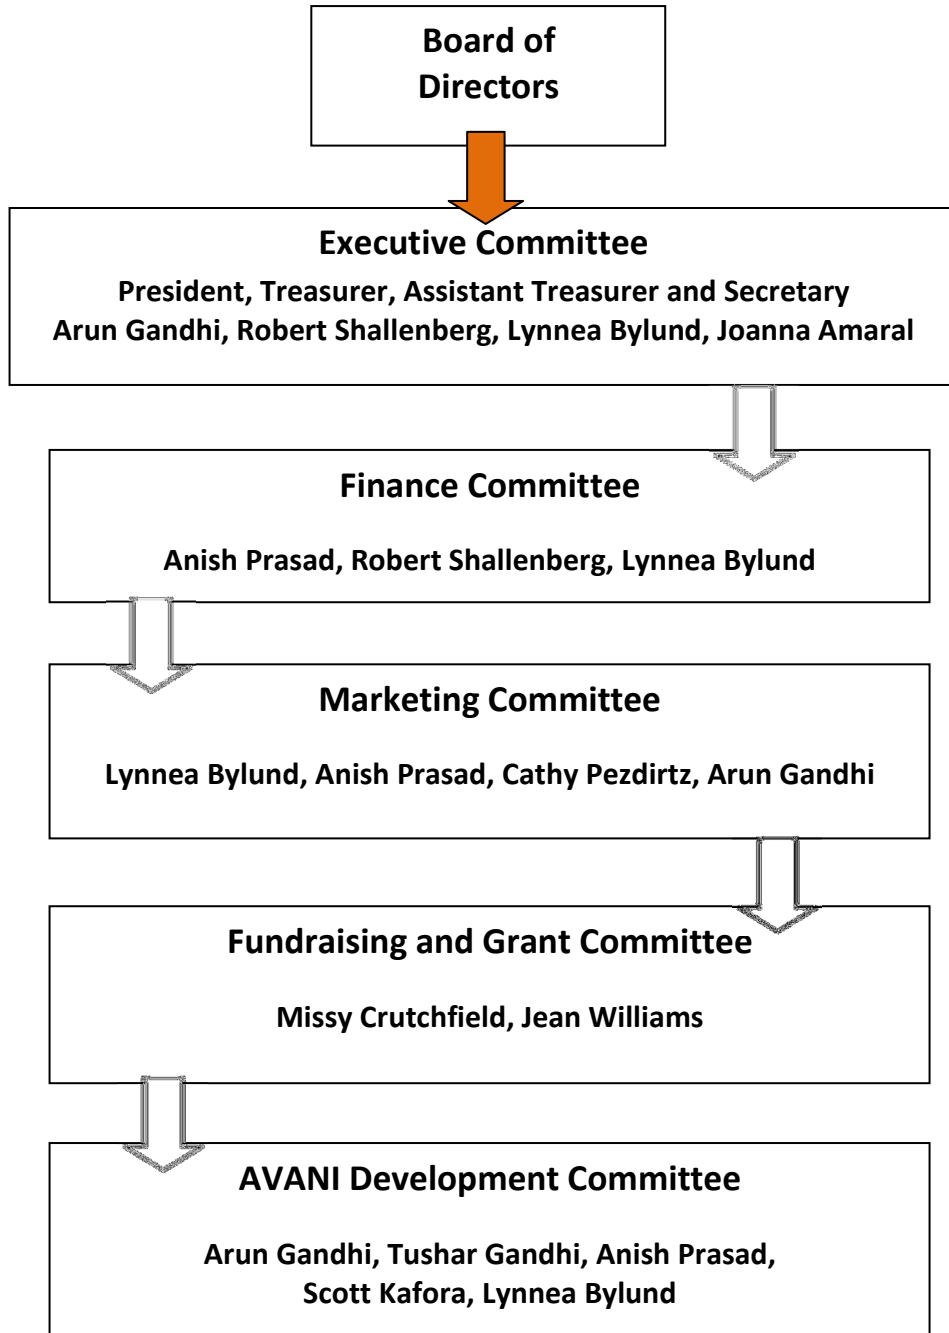 Board of
Directors
Executive Committee
President, Treasurer, Assistant Treasurer and Secretary
Arun Gandhi, Robert Shallenberg, Lynnea Bylund, Joanna Amaral
Finance Committee
Anish Prasad, Robert Shallenberg, Lynnea Bylund
Marketing Committee
Lynnea Bylund, Anish Prasad, Cathy Pezdirtz, Arun Gandhi
Fundraising and Grant Committee
Missy Crutchfield, Jean Williams
AVANI Development Committee
Arun Gandhi, Tushar Gandhi, Anish Prasad,
Scott Kafora, Lynnea Bylund